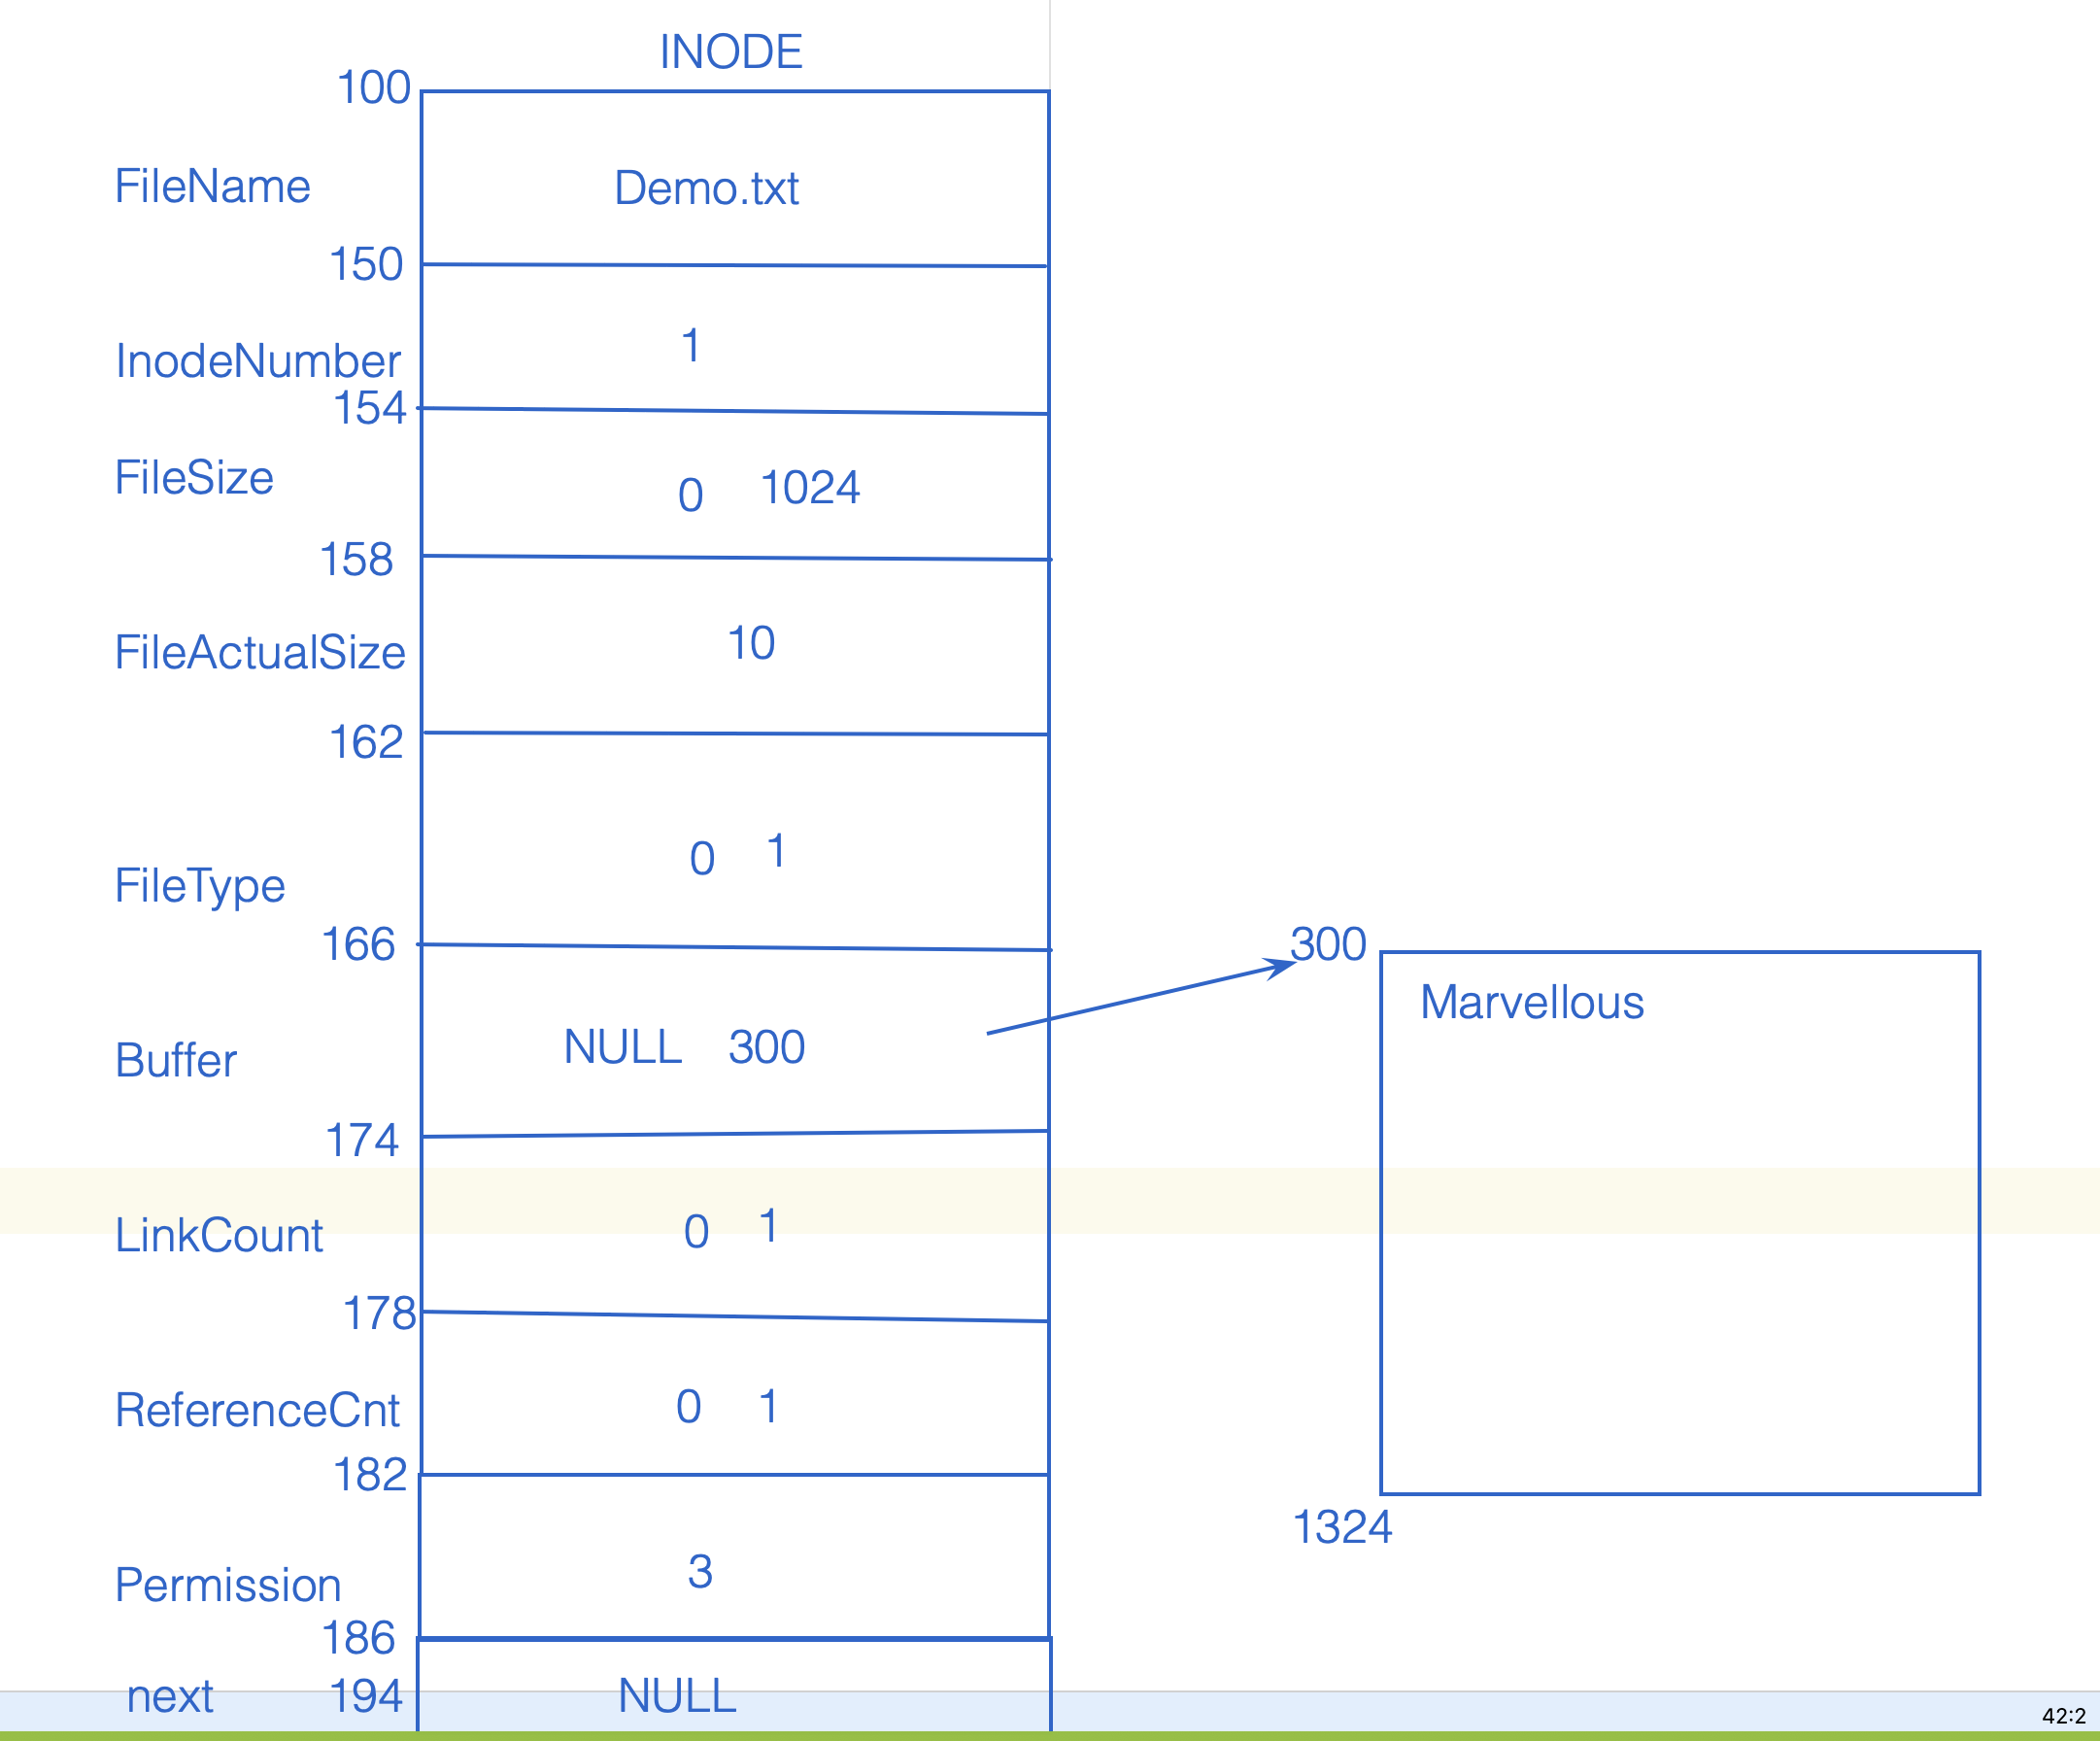 INODE
100
FileName Demo.txt
150
InodeNumber 1
154
FileSize 0 1024
158
FileActualSize 10
162
FileType 0 1
166
300
Marvellous
Buffer NULL 300
174
LinkCount 0 1
178
ReferenceCnt 0 1
182
1324
Permission 3
186
next 194 NULL
42:2